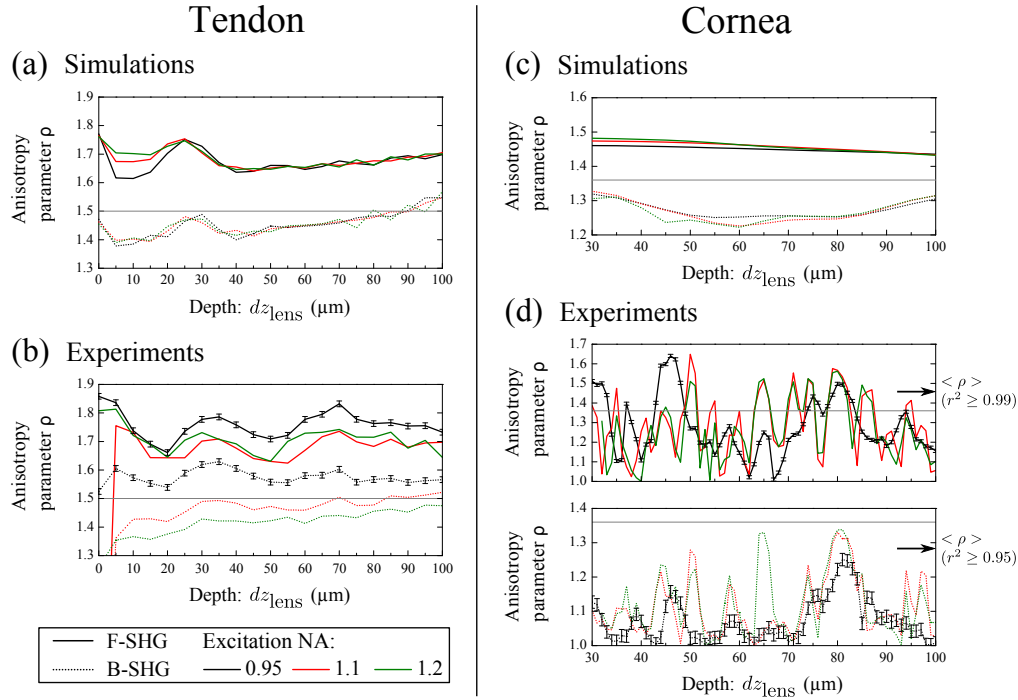 Tendon
Cornea
(a) Simulations
Anisotropy
parameter ρ
1.9
1.8
1.7
1.6
1.5
1.4
1.3
0 10 20 30 40 50 60 70 80 90 100
Depth: dz_lens (µm)
(b) Experiments
Anisotropy
parameter ρ
1.9
1.8
1.7
1.6
1.5
1.4
1.3
0 10 20 30 40 50 60 70 80 90 100
Depth: dz_lens (µm)
F-SHG Excitation NA:
B-SHG 0.95 1.1 1.2
(c) Simulations
Anisotropy
parameter ρ
1.6
1.5
1.4
1.3
1.2
30 40 50 60 70 80 90 100
Depth: dz_lens (µm)
(d) Experiments
Anisotropy
parameter ρ
1.7
1.6
1.5
1.4
1.3
1.2
1.1
1.0
< ρ >
(r² ≥ 0.99)
Anisotropy
parameter ρ
1.4
1.3
1.2
1.1
1.0
< ρ >
(r² ≥ 0.95)
30 40 50 60 70 80 90 100
Depth: dz_lens (µm)